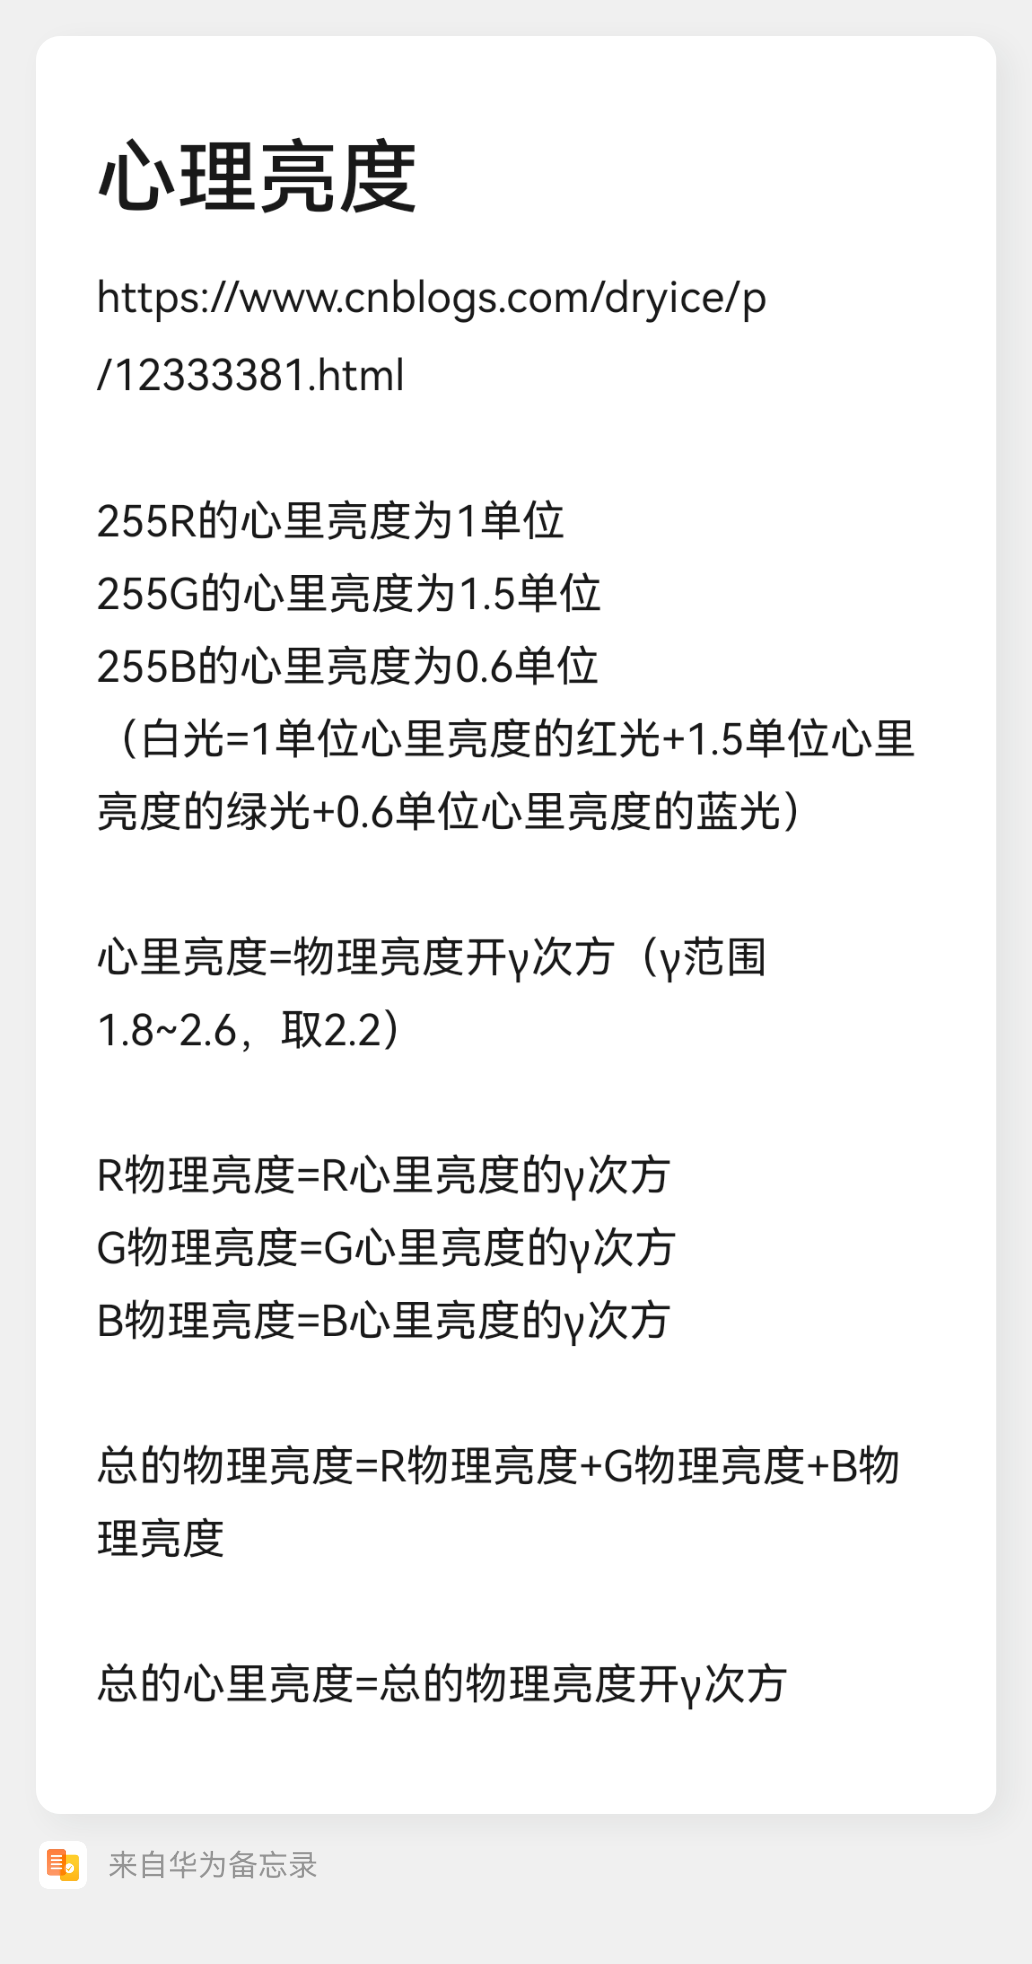 心理亮度
https://www.cnblogs.com/dryice/p
/12333381.html
255R的心里亮度为1单位
255G的心里亮度为1.5单位
255B的心里亮度为0.6单位
（白光=1单位心里亮度的红光+1.5单位心里
亮度的绿光+0.6单位心里亮度的蓝光）
心里亮度=物理亮度开γ次方（γ范围
1.8~2.6，取2.2）
R物理亮度=R心里亮度的γ次方
G物理亮度=G心里亮度的γ次方
B物理亮度=B心里亮度的γ次方
总的物理亮度=R物理亮度+G物理亮度+B物
理亮度
总的心里亮度=总的物理亮度开γ次方
来自华为备忘录